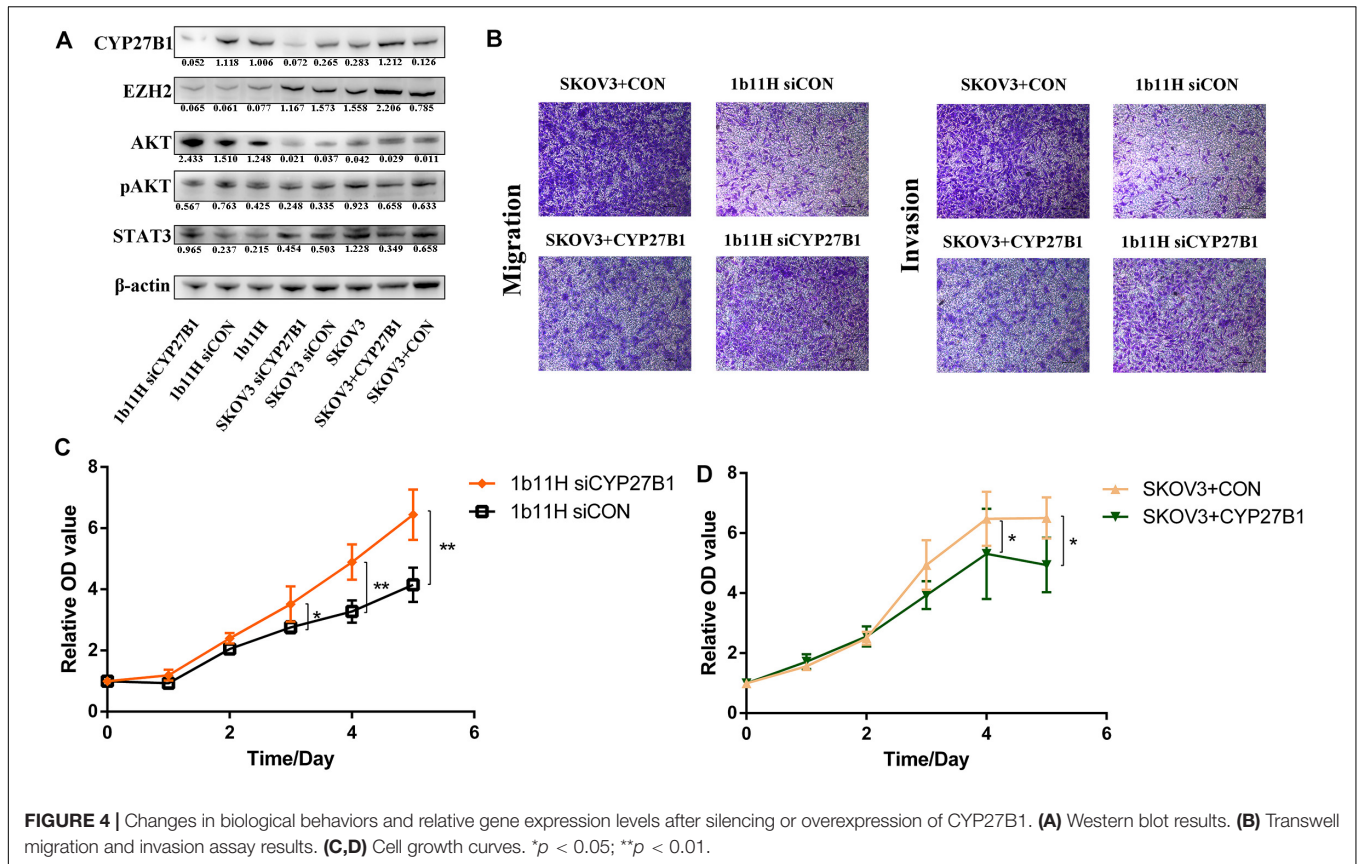 A
CYP27B1
0.052 1.118 1.006 0.072 0.265 0.283 1.212 0.126
EZH2
0.065 0.061 0.077 1.167 1.573 1.558 2.206 0.785
AKT
2.433 1.510 1.248 0.021 0.037 0.042 0.029 0.011
pAKT
0.567 0.763 0.425 0.248 0.335 0.923 0.658 0.633
STAT3
0.965 0.237 0.215 0.454 0.503 1.228 0.349 0.658
β-actin
1b11H siCYP27B1
1b11H siCON
1b11H
SKOV3 siCYP27B1
SKOV3 siCON
SKOV3
SKOV3+CYP27B1
SKOV3+CON
B
Migration
SKOV3+CON 1b11H siCON
SKOV3+CYP27B1 1b11H siCYP27B1
Invasion
SKOV3+CON 1b11H siCON
SKOV3+CYP27B1 1b11H siCYP27B1
C
Relative OD value
8
6
4
2
0
0 2 4 6
Time/Day
1b11H siCYP27B1
1b11H siCON
*
**
**
D
Relative OD value
8
6
4
2
0
0 2 4 6
Time/Day
SKOV3+CON
SKOV3+CYP27B1
*
*
FIGURE 4 | Changes in biological behaviors and relative gene expression levels after silencing or overexpression of CYP27B1. (A) Western blot results. (B) Transwell
migration and invasion assay results. (C,D) Cell growth curves. *p < 0.05; **p < 0.01.